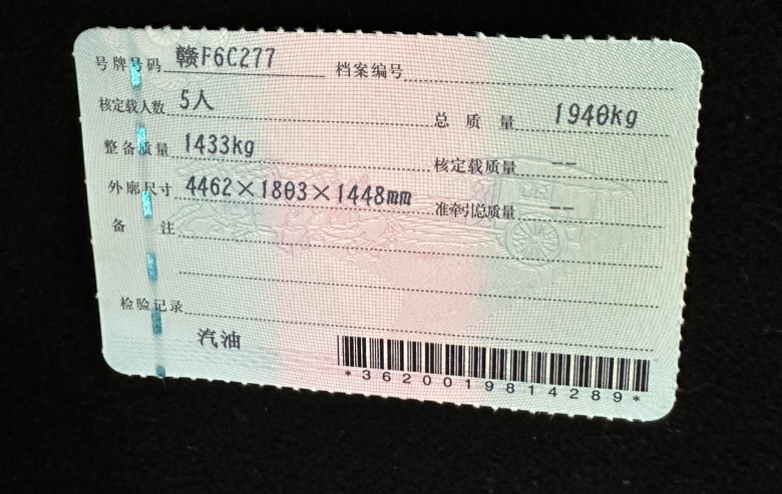 号牌号码 赣F6C277 档案编号
核定载人数 5人 总质量 1940kg
整备质量 1433kg 核定载质量 --
外廓尺寸 4462×1803×1448mm 准牵引总质量 --
备注
检验记录
汽油
*3620019814289*